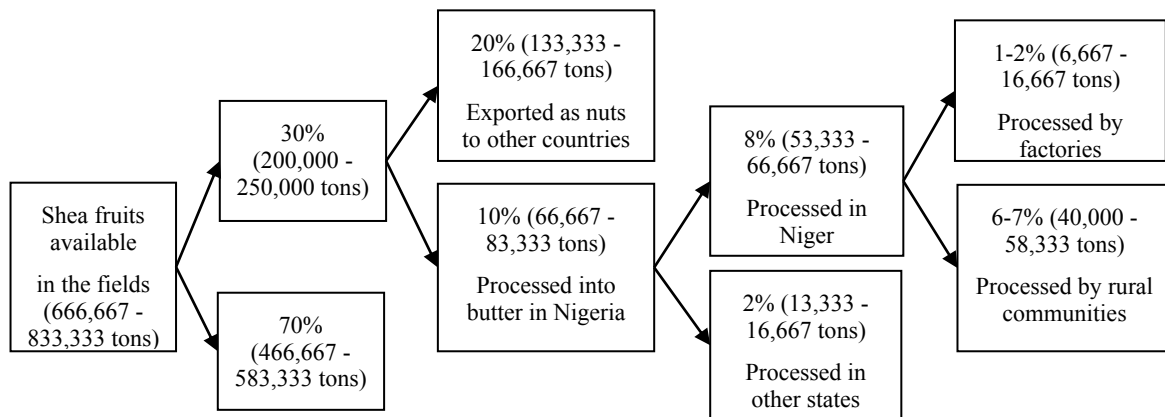 Shea fruits
available
in the fields
(666,667 -
833,333 tons)
30%
(200,000 -
250,000 tons)
70%
(466,667 -
583,333 tons)
20% (133,333 -
166,667 tons)
Exported as nuts
to other countries
10% (66,667 -
83,333 tons)
Processed into
butter in Nigeria
8% (53,333 -
66,667 tons)
Processed in
Niger
2% (13,333 -
16,667 tons)
Processed in
other states
1-2% (6,667 -
16,667 tons)
Processed by
factories
6-7% (40,000 -
58,333 tons)
Processed by rural
communities